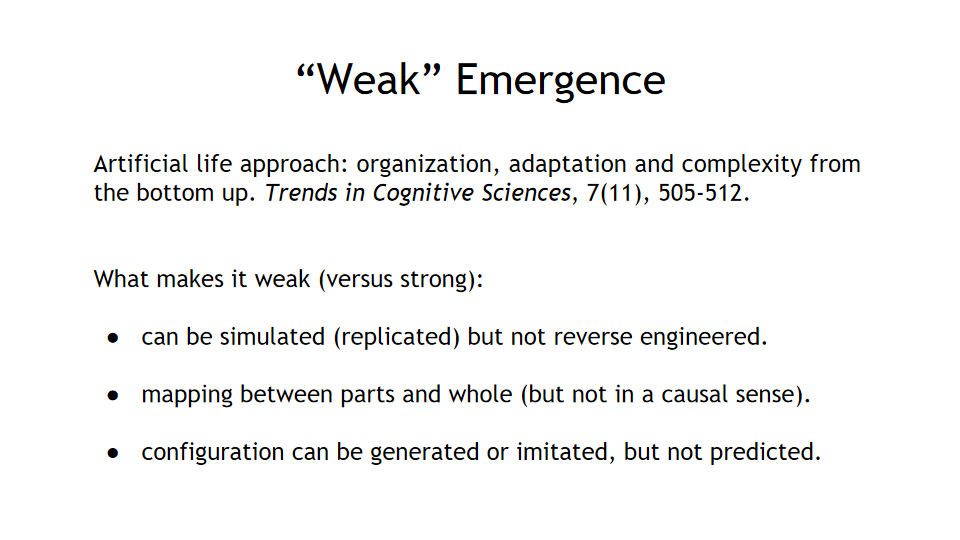 “Weak” Emergence
Artificial life approach: organization, adaptation and complexity from
the bottom up. Trends in Cognitive Sciences, 7(11), 505-512.
What makes it weak (versus strong):
● can be simulated (replicated) but not reverse engineered.
● mapping between parts and whole (but not in a causal sense).
● configuration can be generated or imitated, but not predicted.